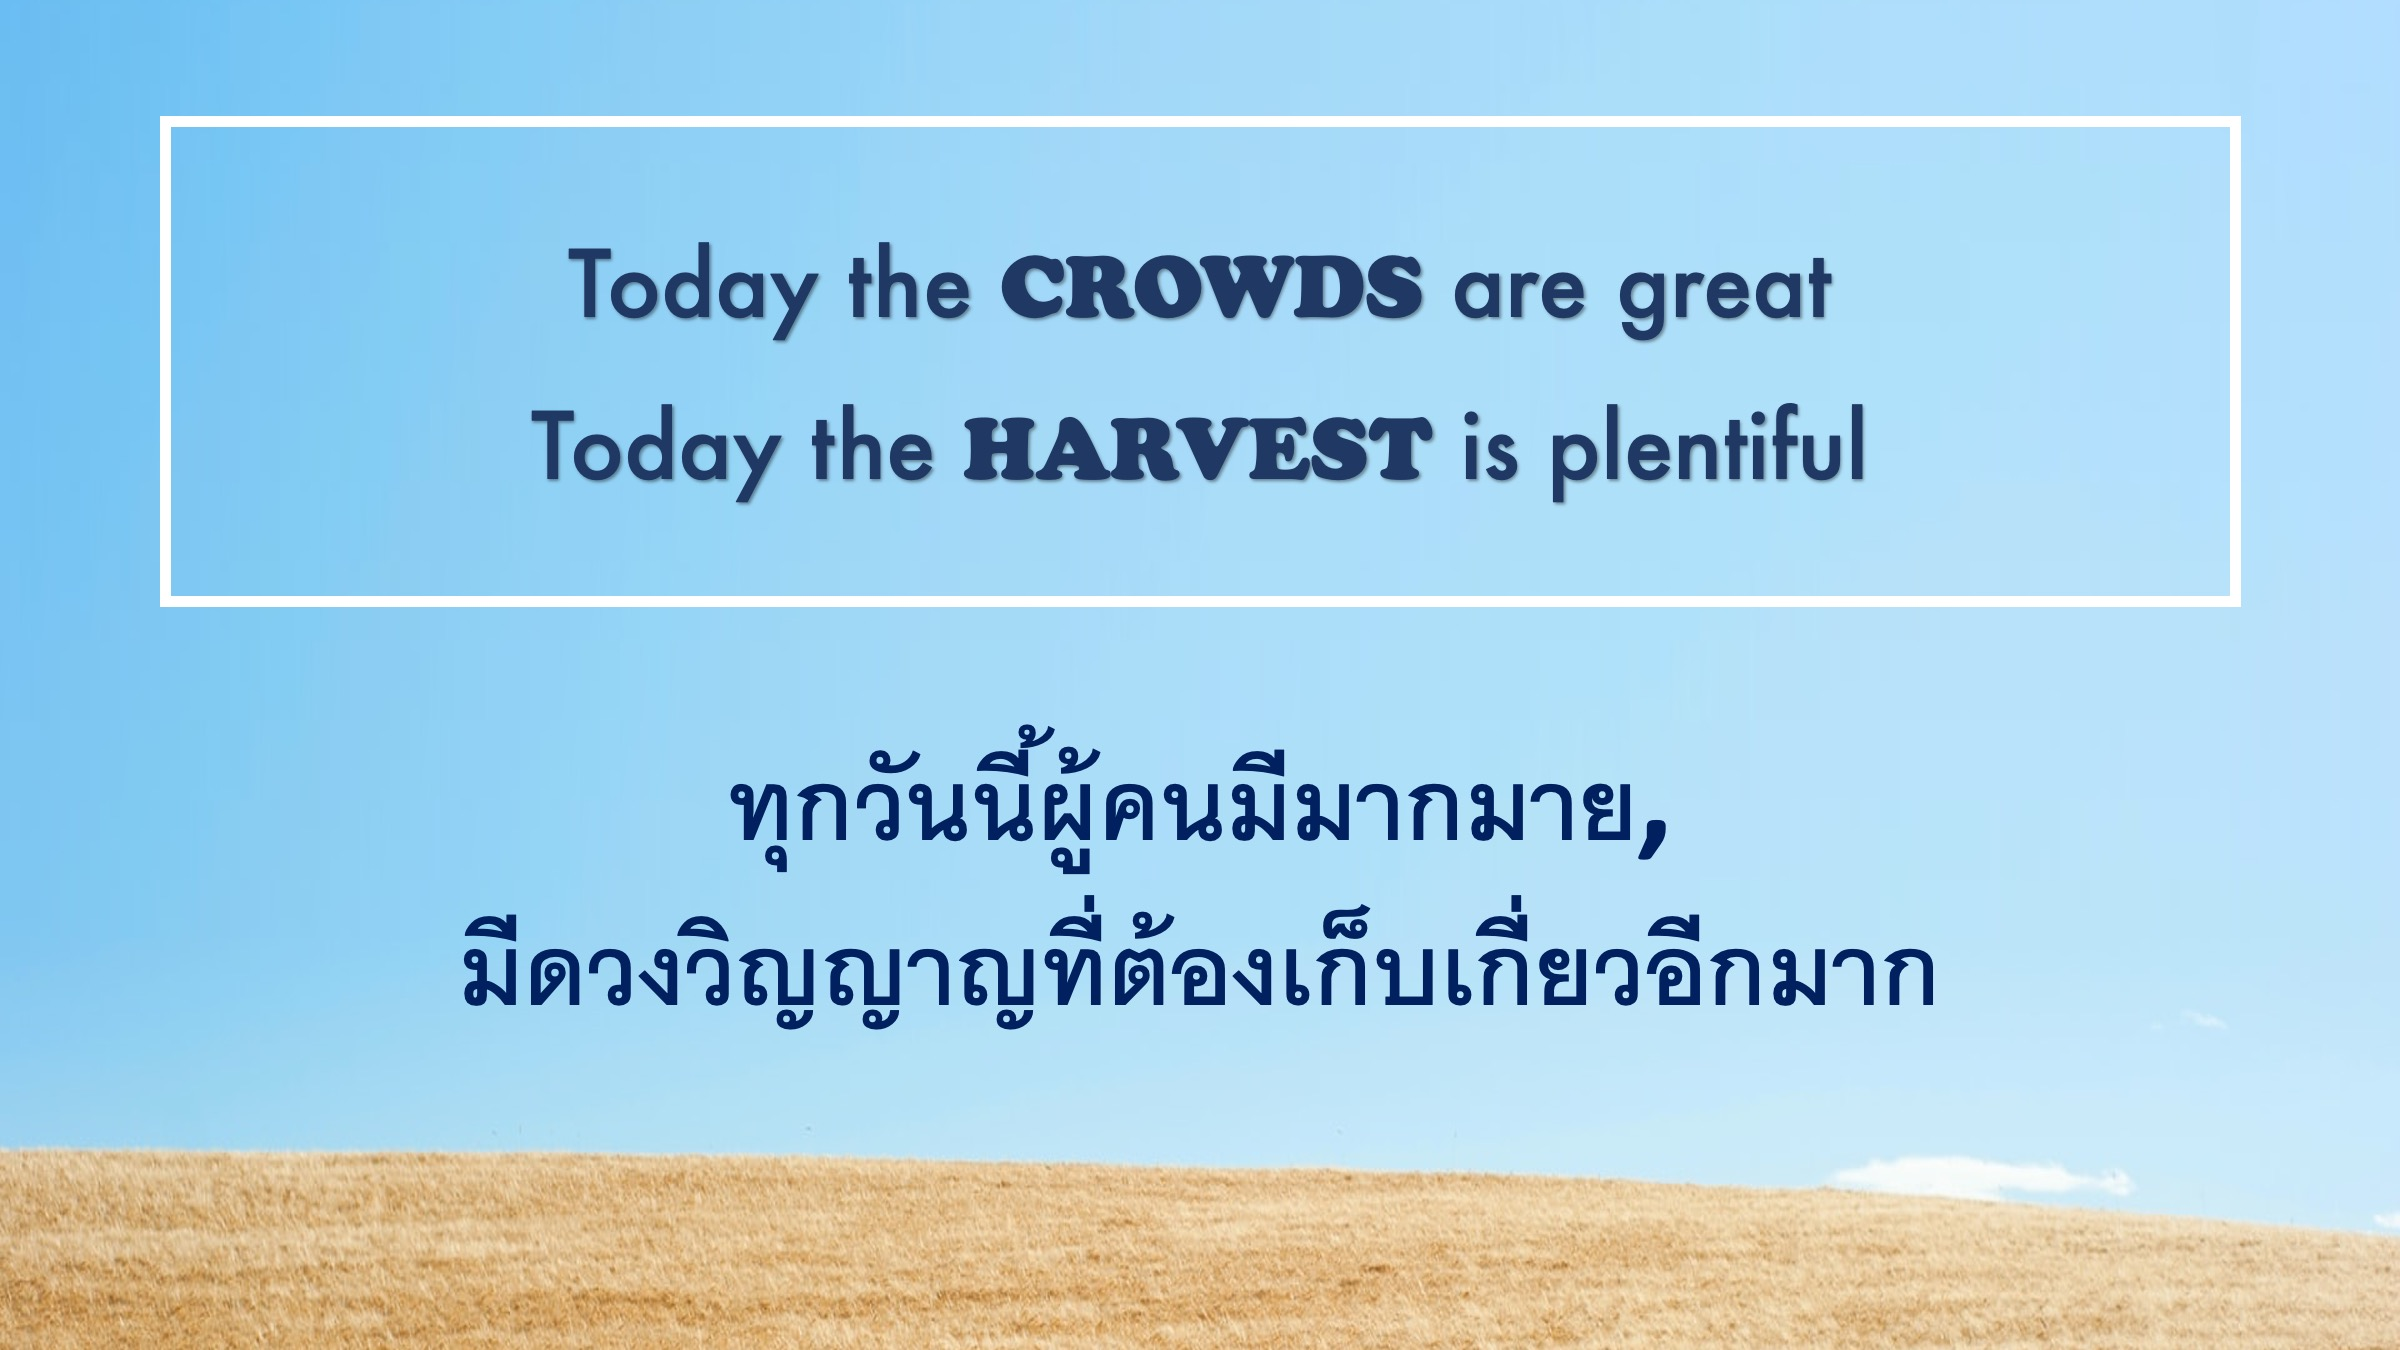 Today the CROWDS are great
Today the HARVEST is plentiful
ทุกวันนี้ผู้คนมีมากมาย,
มีดวงวิญญาญที่ต้องเก็บเกี่ยวอีกมาก